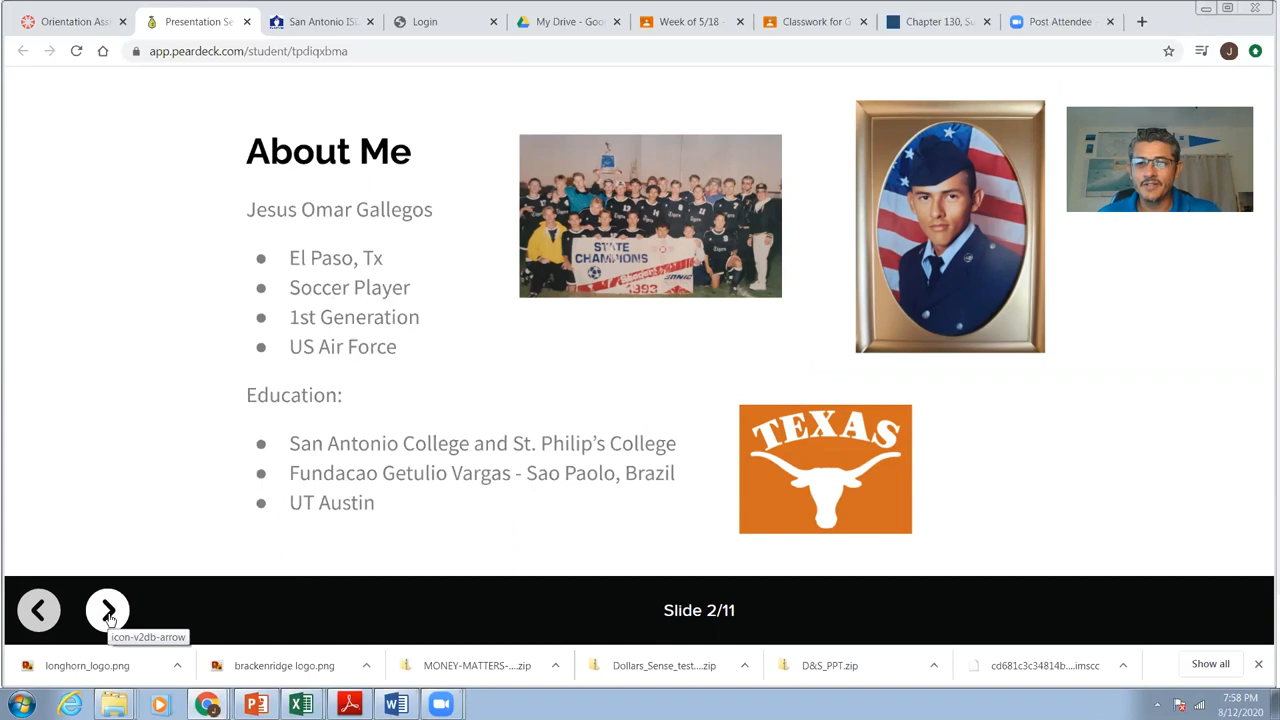 Orientation Ass
Presentation Se
San Antonio ISD
Login
My Drive - Goo
Week of 5/18 -
Classwork for G
Chapter 130, S
Post Attendee
app.peardeck.com/student/tpdiqxbma
J
About Me
Jesus Omar Gallegos
El Paso, Tx
Soccer Player
1st Generation
US Air Force
STATE
CHAMPIONS
1993
Education:
San Antonio College and St. Philip's College
Fundacao Getulio Vargas - Sao Paolo, Brazil
UT Austin
TEXAS
Slide 2/11
icon-v2db-arrow
longhorn_logo.png
brackenridge logo.png
MONEY-MATTERS-....zip
Dollars_Sense_test....zip
D&S_PPT.zip
cd681c3c34814b....imscc
Show all
7:58 PM
8/12/2020